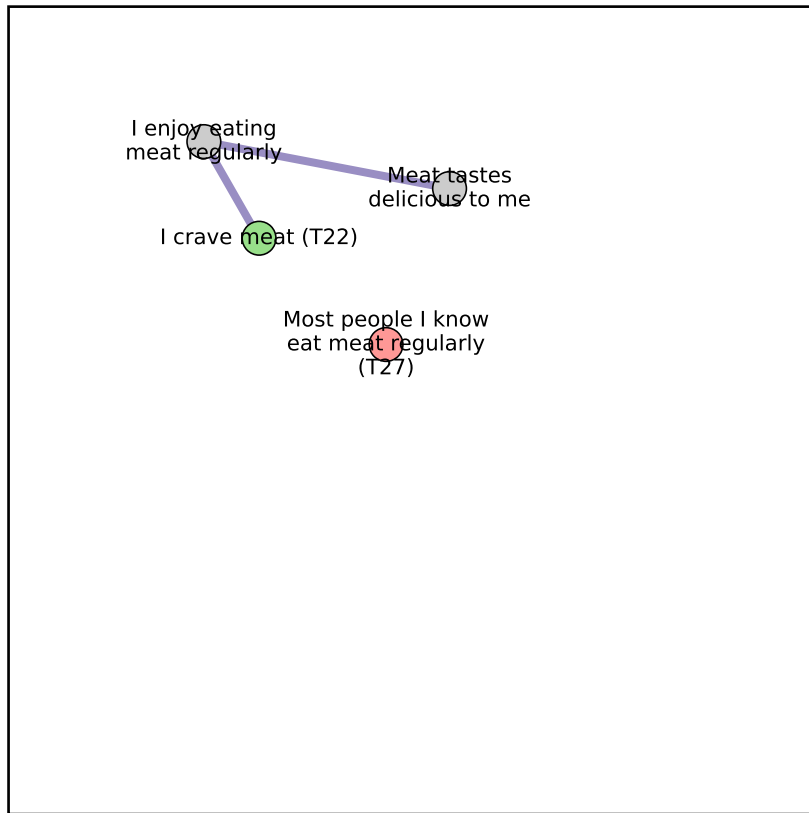 I enjoy eating
meat regularly
Meat tastes
delicious to me
I crave meat (T22)
Most people I know
eat meat regularly
(T27)